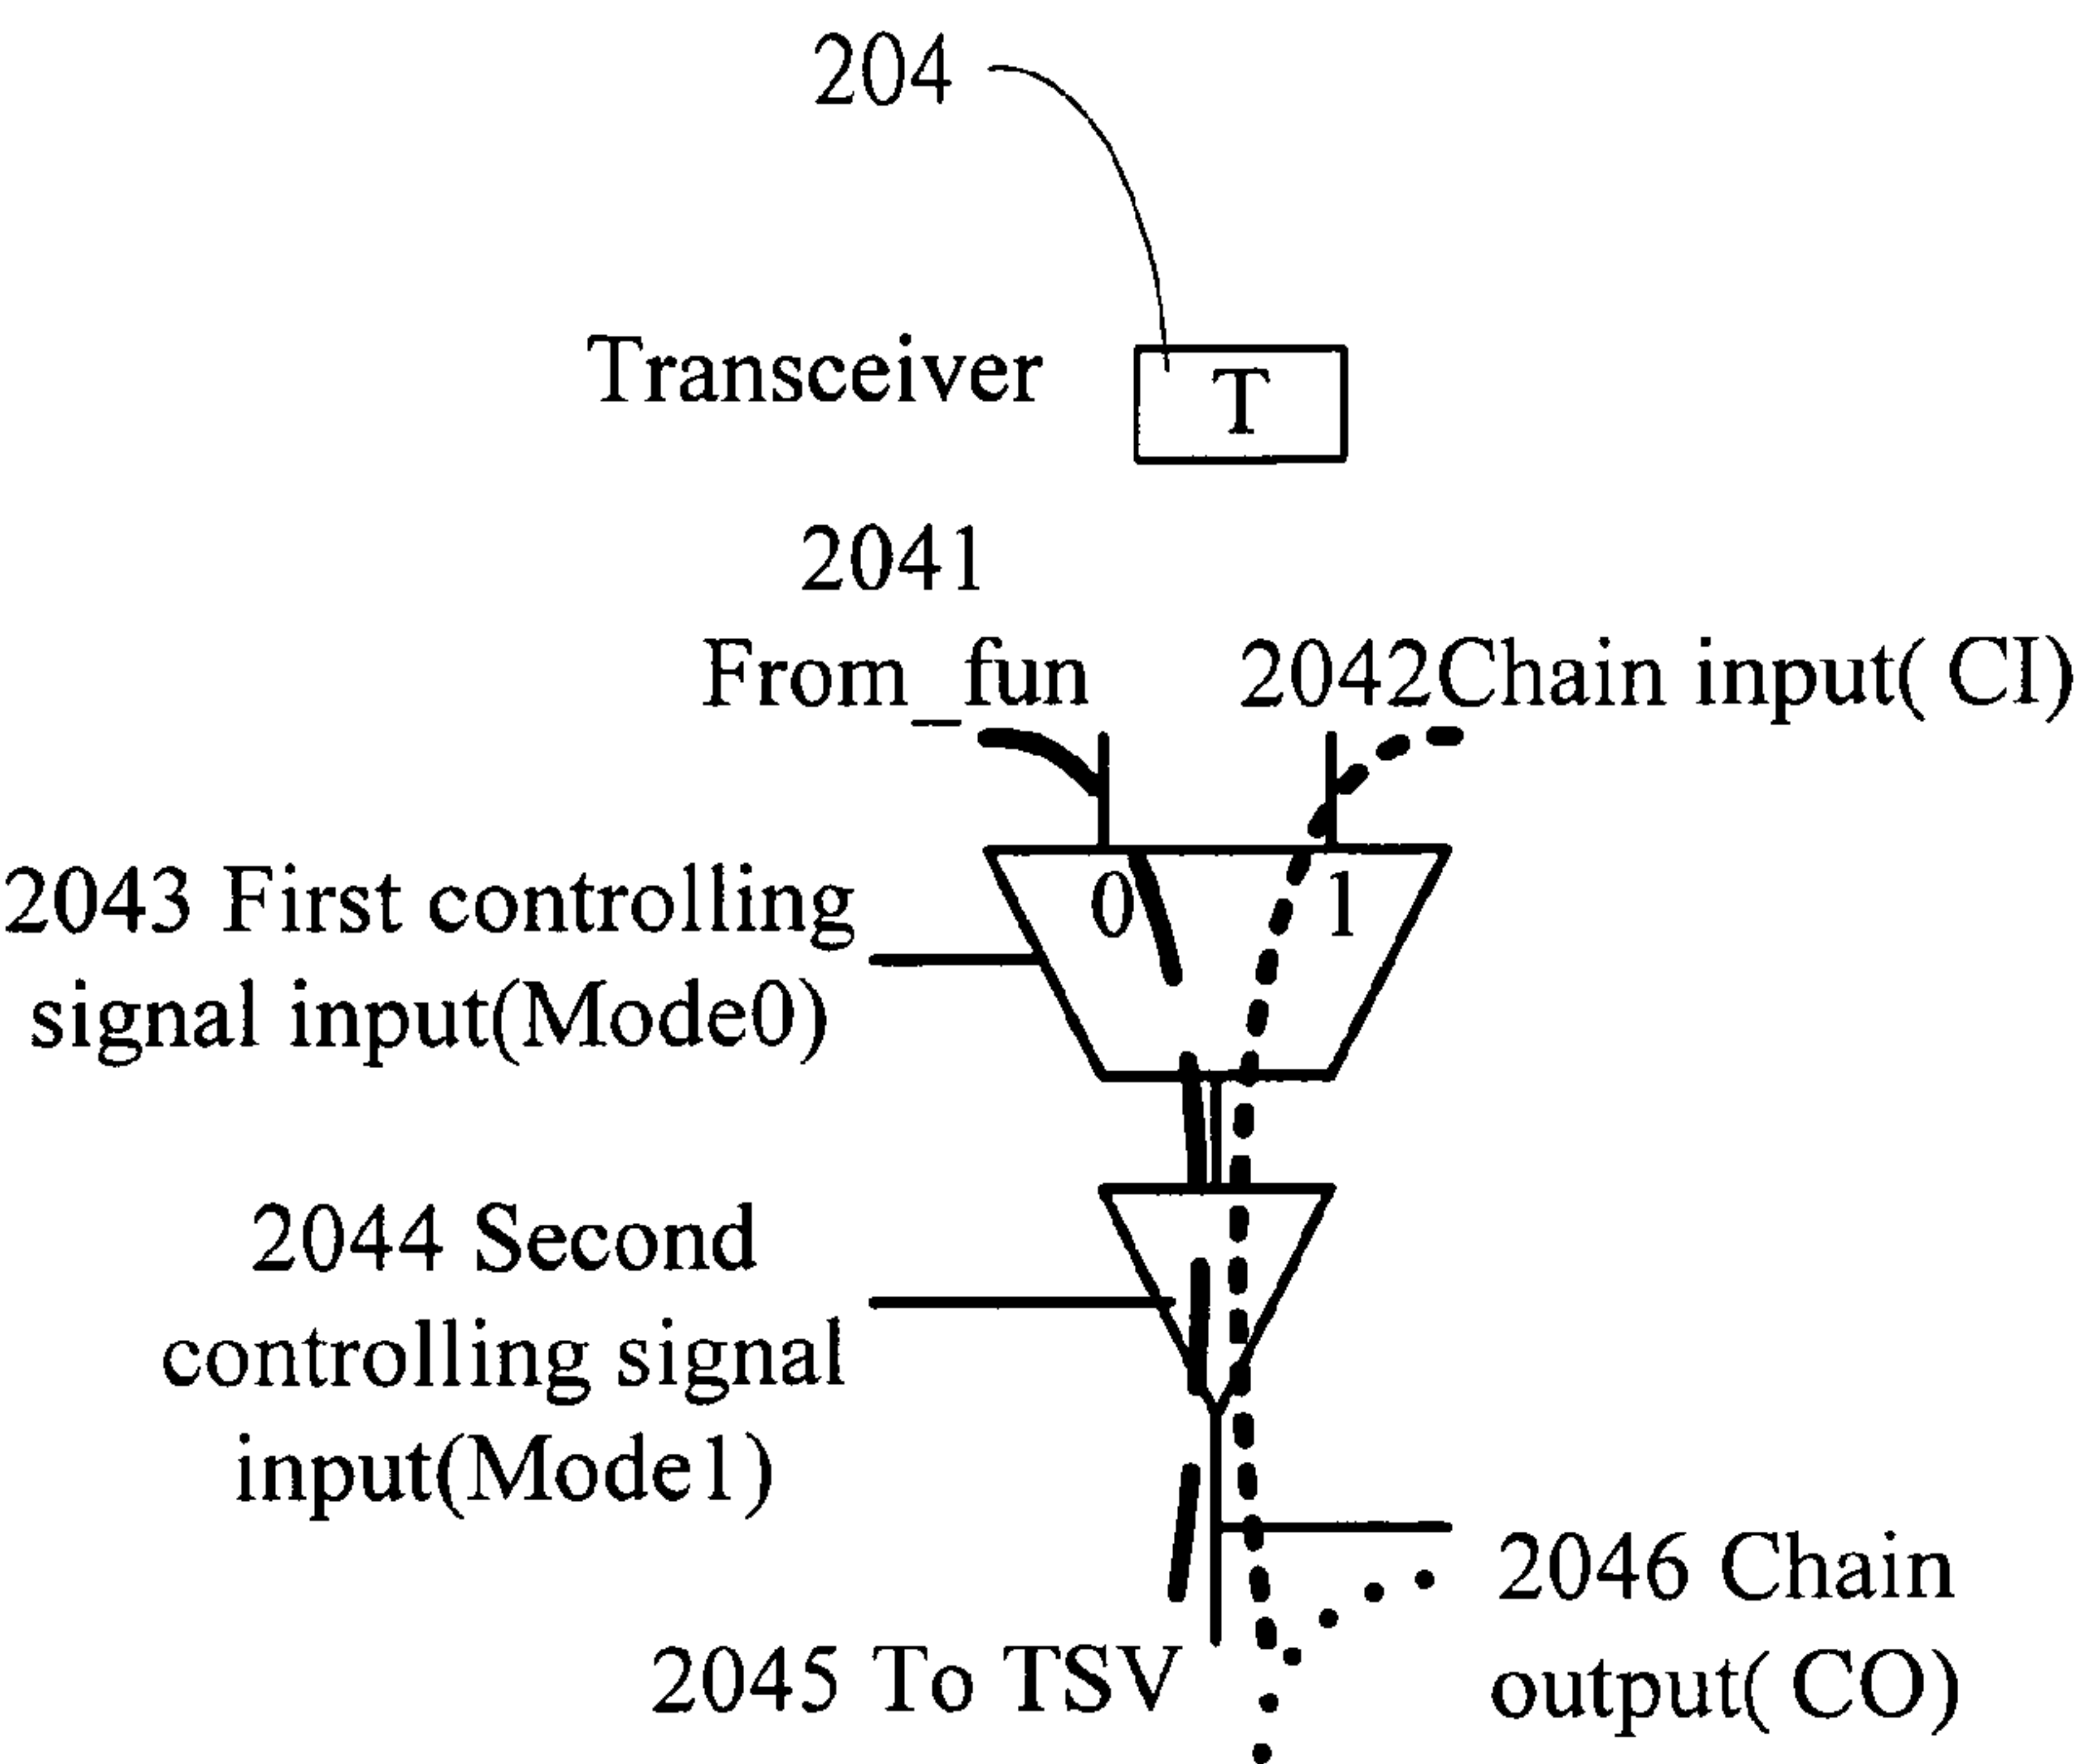 204
Transceiver
T
2041
From_fun
2042Chain input( CI)
0
1
2043 First controlling
signal input(Mode0)
2044 Second
controlling signal
input(Mode1)
2045 To TSV
2046 Chain
output( CO)